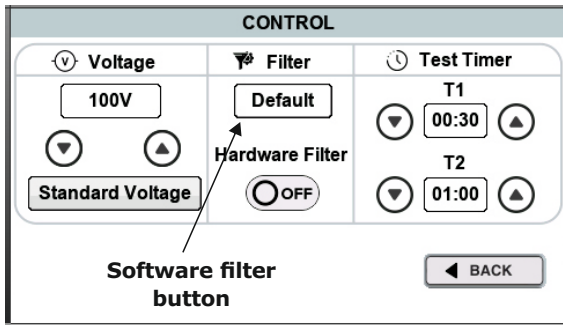 CONTROL
Voltage
100V
Standard Voltage
Filter
Default
Hardware Filter
OFF
Test Timer
T1
00:30
T2
01:00
Software filter
button
BACK